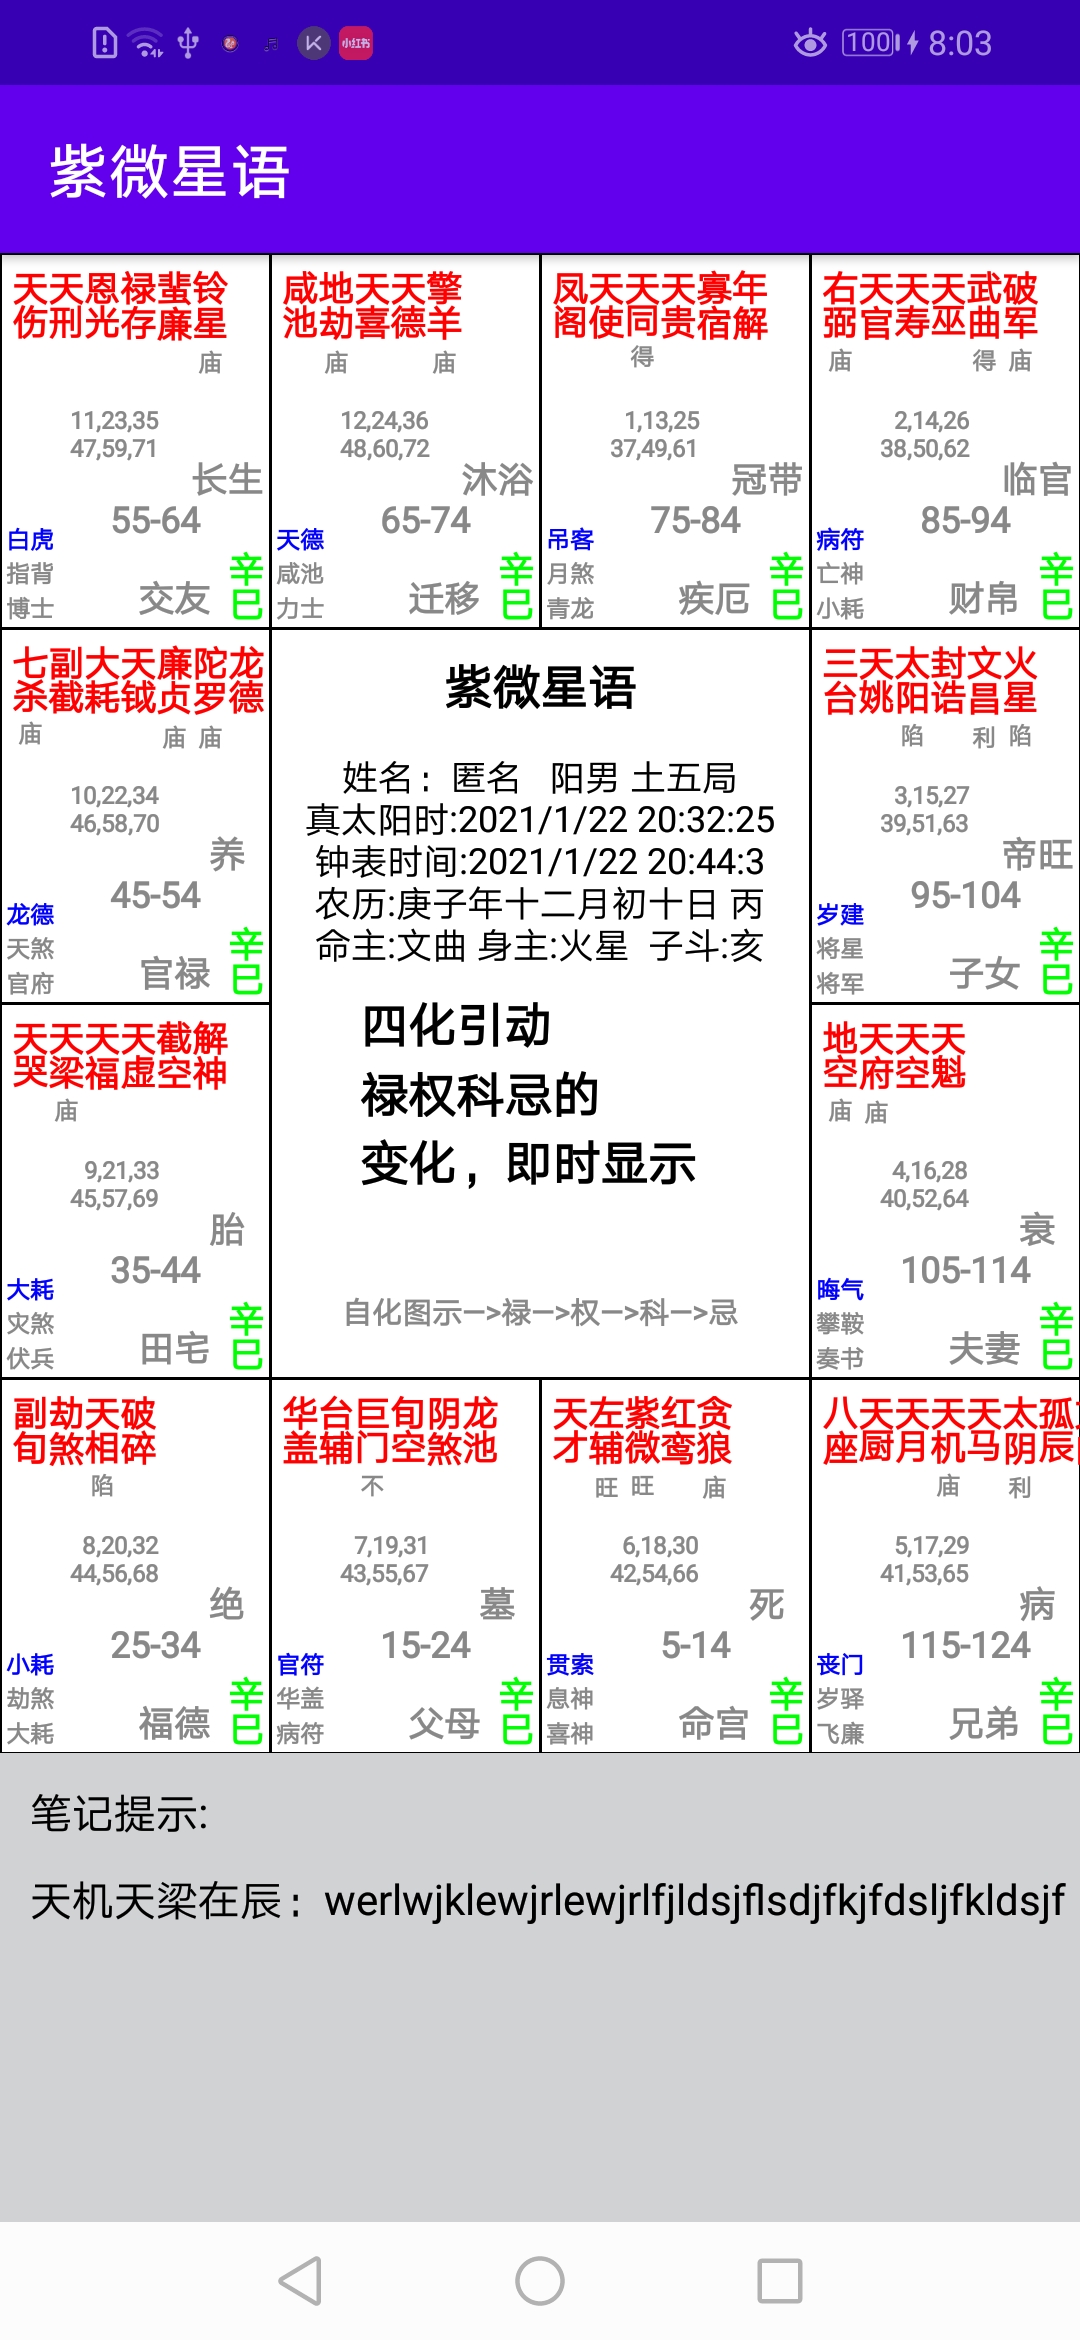 小红书
100 8:03
紫微星语
天天恩禄蜚铃
伤刑光存廉星
庙
11,23,35
47,59,71
长生
55-64
白虎
指背
博士
交友
辛巳
咸地天天擎
池劫喜德羊
庙 庙
12,24,36
48,60,72
沐浴
65-74
天德
咸池
力士
迁移
辛巳
凤天天天寡年
阁使同贵宿解
得
1,13,25
37,49,61
冠带
75-84
吊客
月煞
青龙
疾厄
辛巳
右天天天武破
弼官寿巫曲军
庙 得 庙
2,14,26
38,50,62
临官
85-94
病符
亡神
小耗
财帛
辛巳
七副大天廉陀龙
杀截耗钺贞罗德
庙 庙 庙
10,22,34
46,58,70
养
45-54
龙德
天煞
官府
官禄
辛巳
紫微星语
姓名：匿名 阳男 土五局
真太阳时:2021/1/22 20:32:25
钟表时间:2021/1/22 20:44:3
农历:庚子年十二月初十日 丙
命主:文曲 身主:火星 子斗:亥
四化引动
禄权科忌的
变化，即时显示
自化图示—>禄—>权—>科—>忌
三天太封文火
台姚阳诰昌星
陷 利 陷
3,15,27
39,51,63
帝旺
95-104
岁建
将星
将军
子女
辛巳
天天天天截解
哭梁福虚空神
庙
9,21,33
45,57,69
胎
35-44
大耗
灾煞
伏兵
田宅
辛巳
地天天天
空府空魁
庙 庙
4,16,28
40,52,64
衰
105-114
晦气
攀鞍
奏书
夫妻
辛巳
副劫天破
旬煞相碎
陷
8,20,32
44,56,68
绝
25-34
小耗
劫煞
大耗
福德
辛巳
华台巨旬阴龙
盖辅门空煞池
不
7,19,31
43,55,67
墓
15-24
官符
华盖
病符
父母
辛巳
天左紫红贪
才辅微鸾狼
旺 旺 庙
6,18,30
42,54,66
死
5-14
贯索
息神
喜神
命宫
辛巳
八天天天天太孤
座厨月机马阴辰
庙 利
5,17,29
41,53,65
病
115-124
丧门
岁驿
飞廉
兄弟
辛巳
笔记提示:
天机天梁在辰：werlwjklewjrlewjrlfjldsjflsdjfkjfdsljfkldsjf